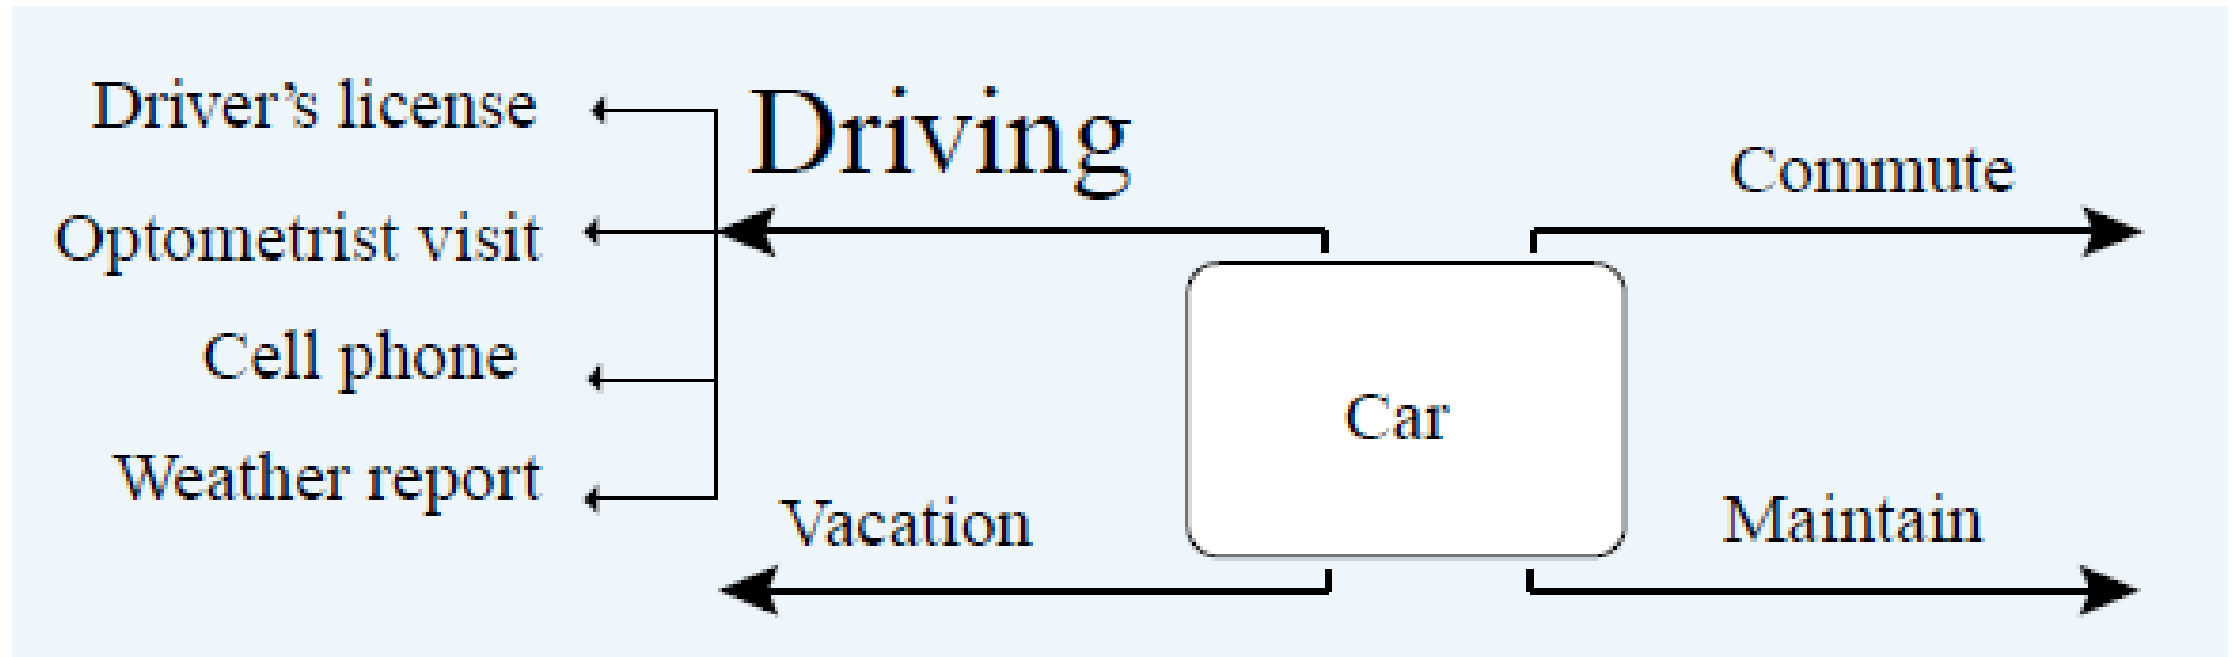 Driver’s license
Optometrist visit
Cell phone
Weather report
Driving
Vacation
Car
Commute
Maintain